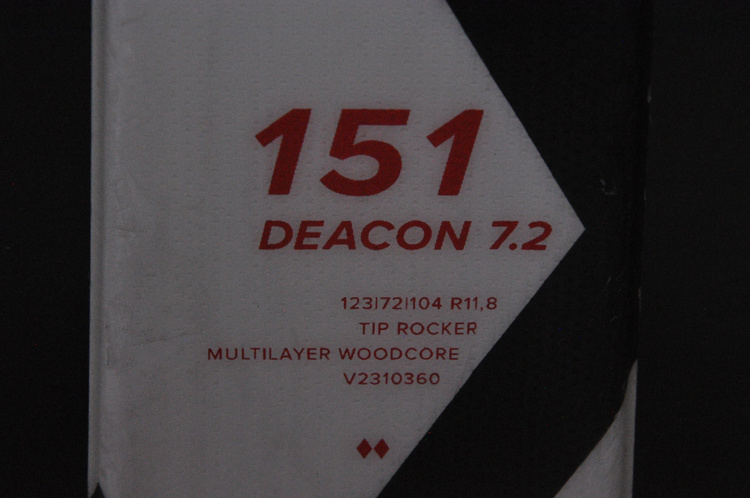 151
DEACON 7.2
123|72|104 R11,8
TIP ROCKER
MULTILAYER WOODCORE
V2310360